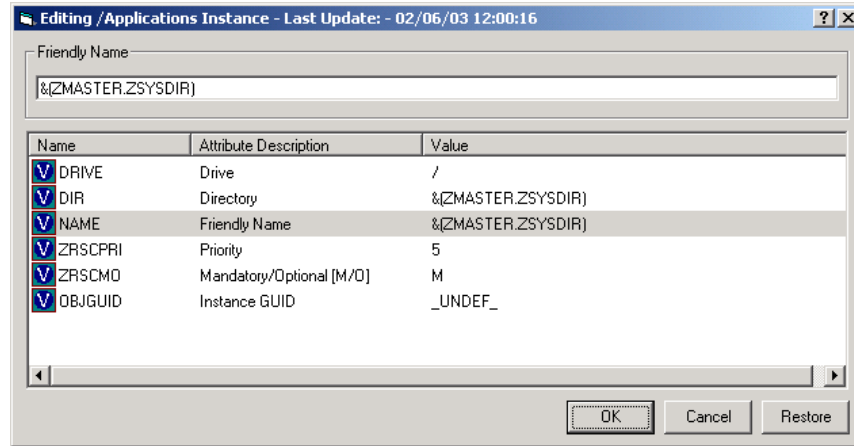 Editing /Applications Instance - Last Update: - 02/06/03 12:00:16
Friendly Name
&(ZMASTER.ZSYSDIR)
Name Attribute Description Value
V DRIVE Drive /
V DIR Directory &(ZMASTER.ZSYSDIR)
V NAME Friendly Name &(ZMASTER.ZSYSDIR)
V ZRSCPRI Priority 5
V ZRSCMO Mandatory/Optional [M/O] M
V OBJGUID Instance GUID _UNDEF_
OK Cancel Restore